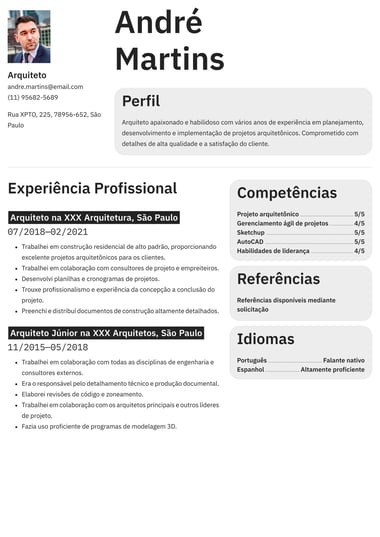 André
Martins
Arquiteto
andre.martins@email.com
(11) 95682-5689
Rua XPTO, 225, 78956-652, São
Paulo
Perfil
Arquiteto apaixonado e habilidoso com vários anos de experiência em planejamento,
desenvolvimento e implementação de projetos arquitetônicos. Comprometido com
detalhes de alta qualidade e a satisfação do cliente.
Experiência Profissional
Arquiteto na XXX Arquitetura, São Paulo
07/2018—02/2021
• Trabalhei em construção residencial de alto padrão, proporcionando
excelente projetos arquitetônicos para os clientes.
• Trabalhei em colaboração com consultores de projeto e empreiteiros.
• Desenvolvi planilhas e cronogramas de projetos.
• Trouxe profissionalismo e experiência da concepção a conclusão do
projeto.
• Preenchi e distribui documentos de construção altamente detalhados.
Arquiteto Júnior na XXX Arquitetos, São Paulo
11/2015—05/2018
• Trabalhei em colaboração com todas as disciplinas de engenharia e
consultores externos.
• Era o responsável pelo detalhamento técnico e produção documental.
• Elaborei revisões de código e zoneamento.
• Trabalhei em colaboração com os arquitetos principais e outros líderes
de projeto.
• Fazia uso proficiente de programas de modelagem 3D.
Competências
Projeto arquitetônico 5/5
Gerenciamento ágil de projetos 4/5
Sketchup 5/5
AutoCAD 5/5
Habilidades de liderança 4/5
Referências
Referências disponíveis mediante
solicitação
Idiomas
Português Falante nativo
Espanhol Altamente proficiente